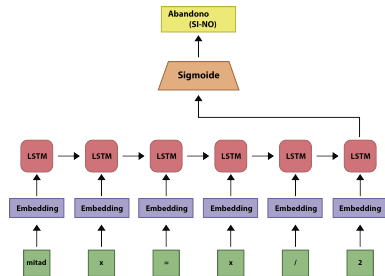 Abandono
(SI-NO)
Sigmoide
LSTM LSTM LSTM LSTM LSTM LSTM
Embedding Embedding Embedding Embedding Embedding Embedding
mitad x = x / 2